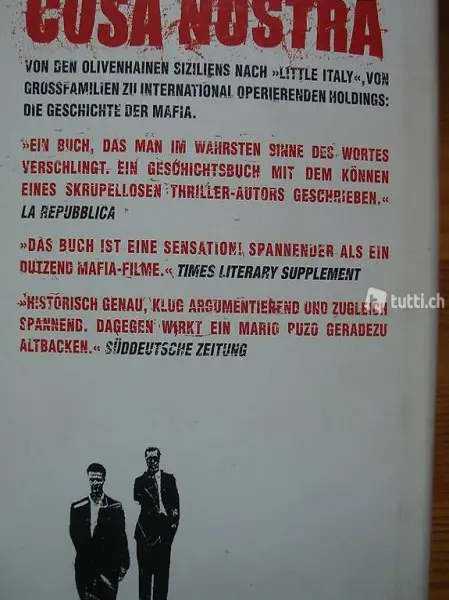 COSA NOSTRA
VON DEN OLIVENHAINEN SIZILIENS NACH »LITTLE ITALY«, VON
GROSSFAMILIEN ZU INTERNATIONAL OPERIERENDEN HOLDINGS:
DIE GESCHICHTE DER MAFIA.
»EIN BUCH, DAS MAN IM WAHRSTEN SINNE DES WORTES
VERSCHLINGT. EIN GESCHICHTSBUCH MIT DEM KÖNNEN
EINES SKRUPELLOSEN THRILLER-AUTORS GESCHRIEBEN.«
LA REPUBBLICA
»DAS BUCH IST EINE SENSATION! SPANNENDER ALS EIN
DUTZEND MAFIA-FILME.« TIMES LITERARY SUPPLEMENT
tutti.ch
»HISTORISCH GENAU, KLUG ARGUMENTIEREND UND ZUGLEICH
SPANNEND. DAGEGEN WIRKT EIN MARIO PUZO GERADEZU
ALTBACKEN.« SÜDDEUTSCHE ZEITUNG